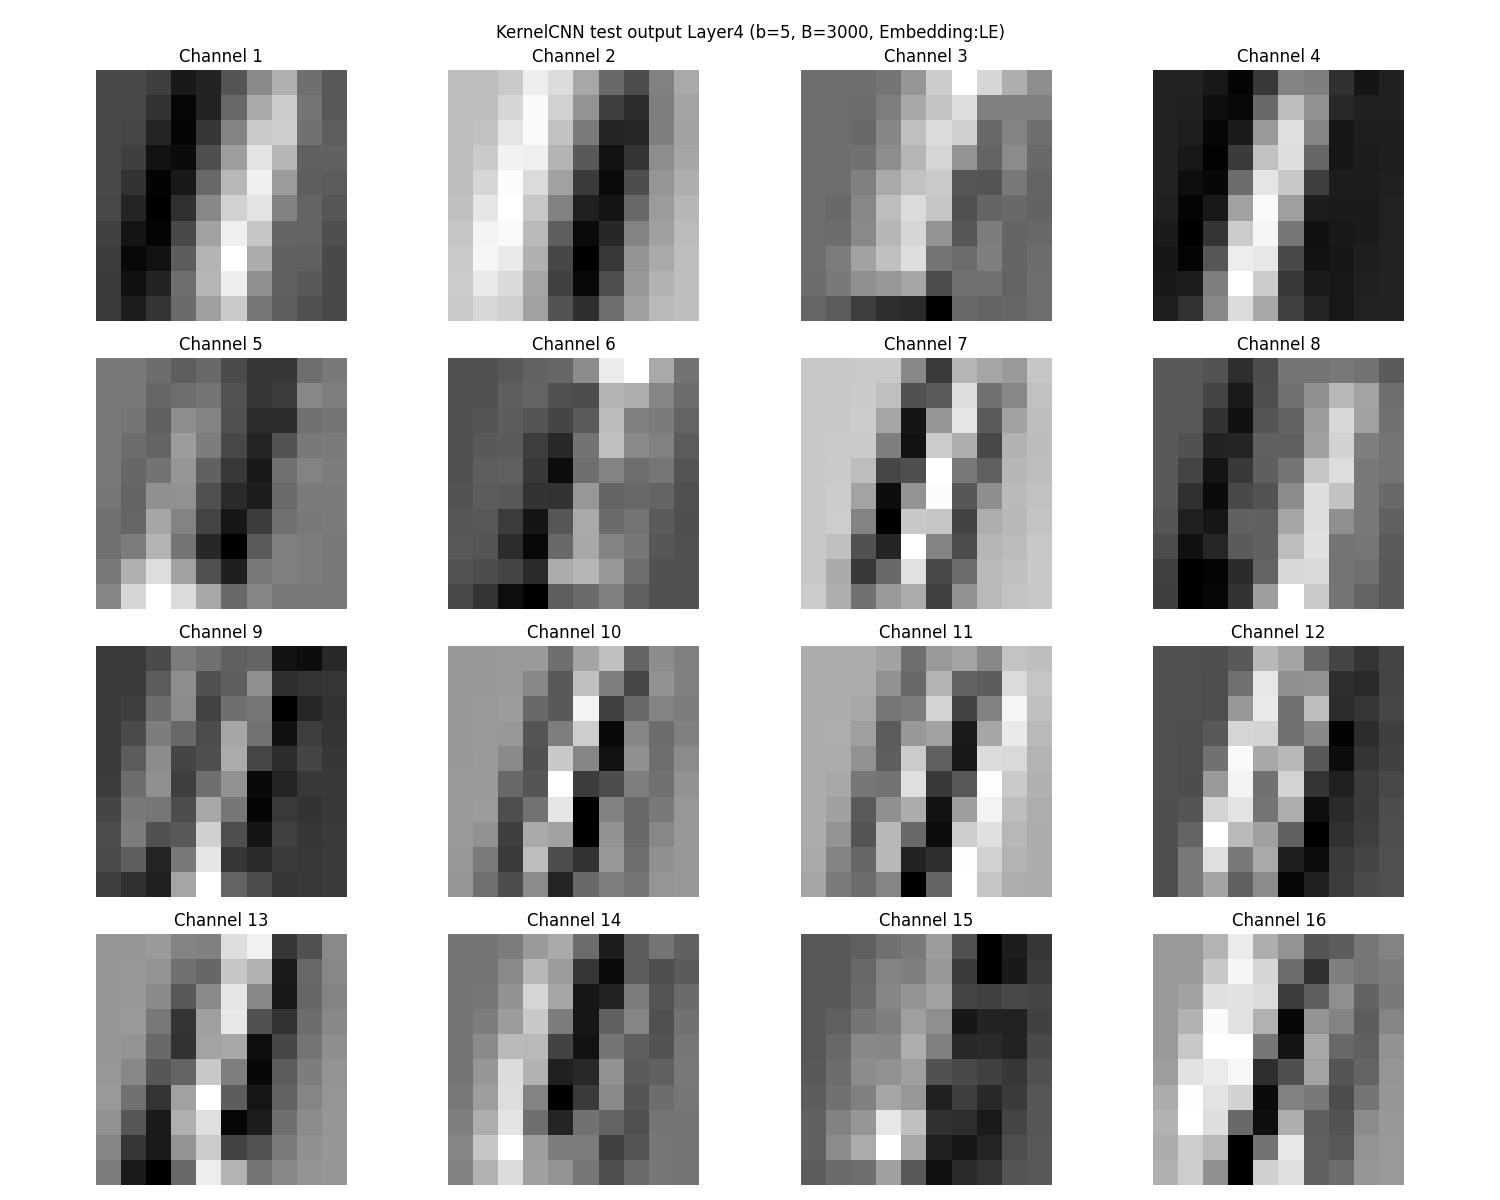 KernelCNN test output Layer4 (b=5, B=3000, Embedding:LE)
Channel 1
Channel 2
Channel 3
Channel 4
Channel 5
Channel 6
Channel 7
Channel 8
Channel 9
Channel 10
Channel 11
Channel 12
Channel 13
Channel 14
Channel 15
Channel 16